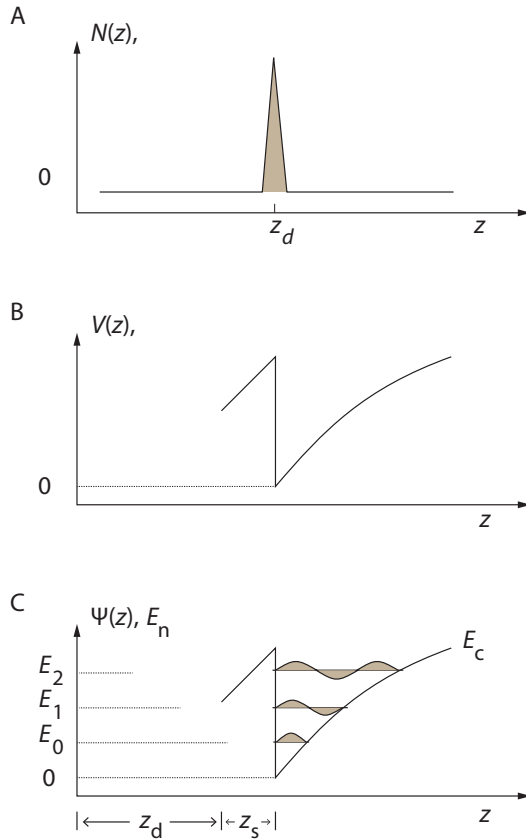 A
N(z),
0
z_d
z
B
V(z),
0
z
C
Ψ(z), E_n
E_c
E_2
E_1
E_0
0
z_d z_s
z